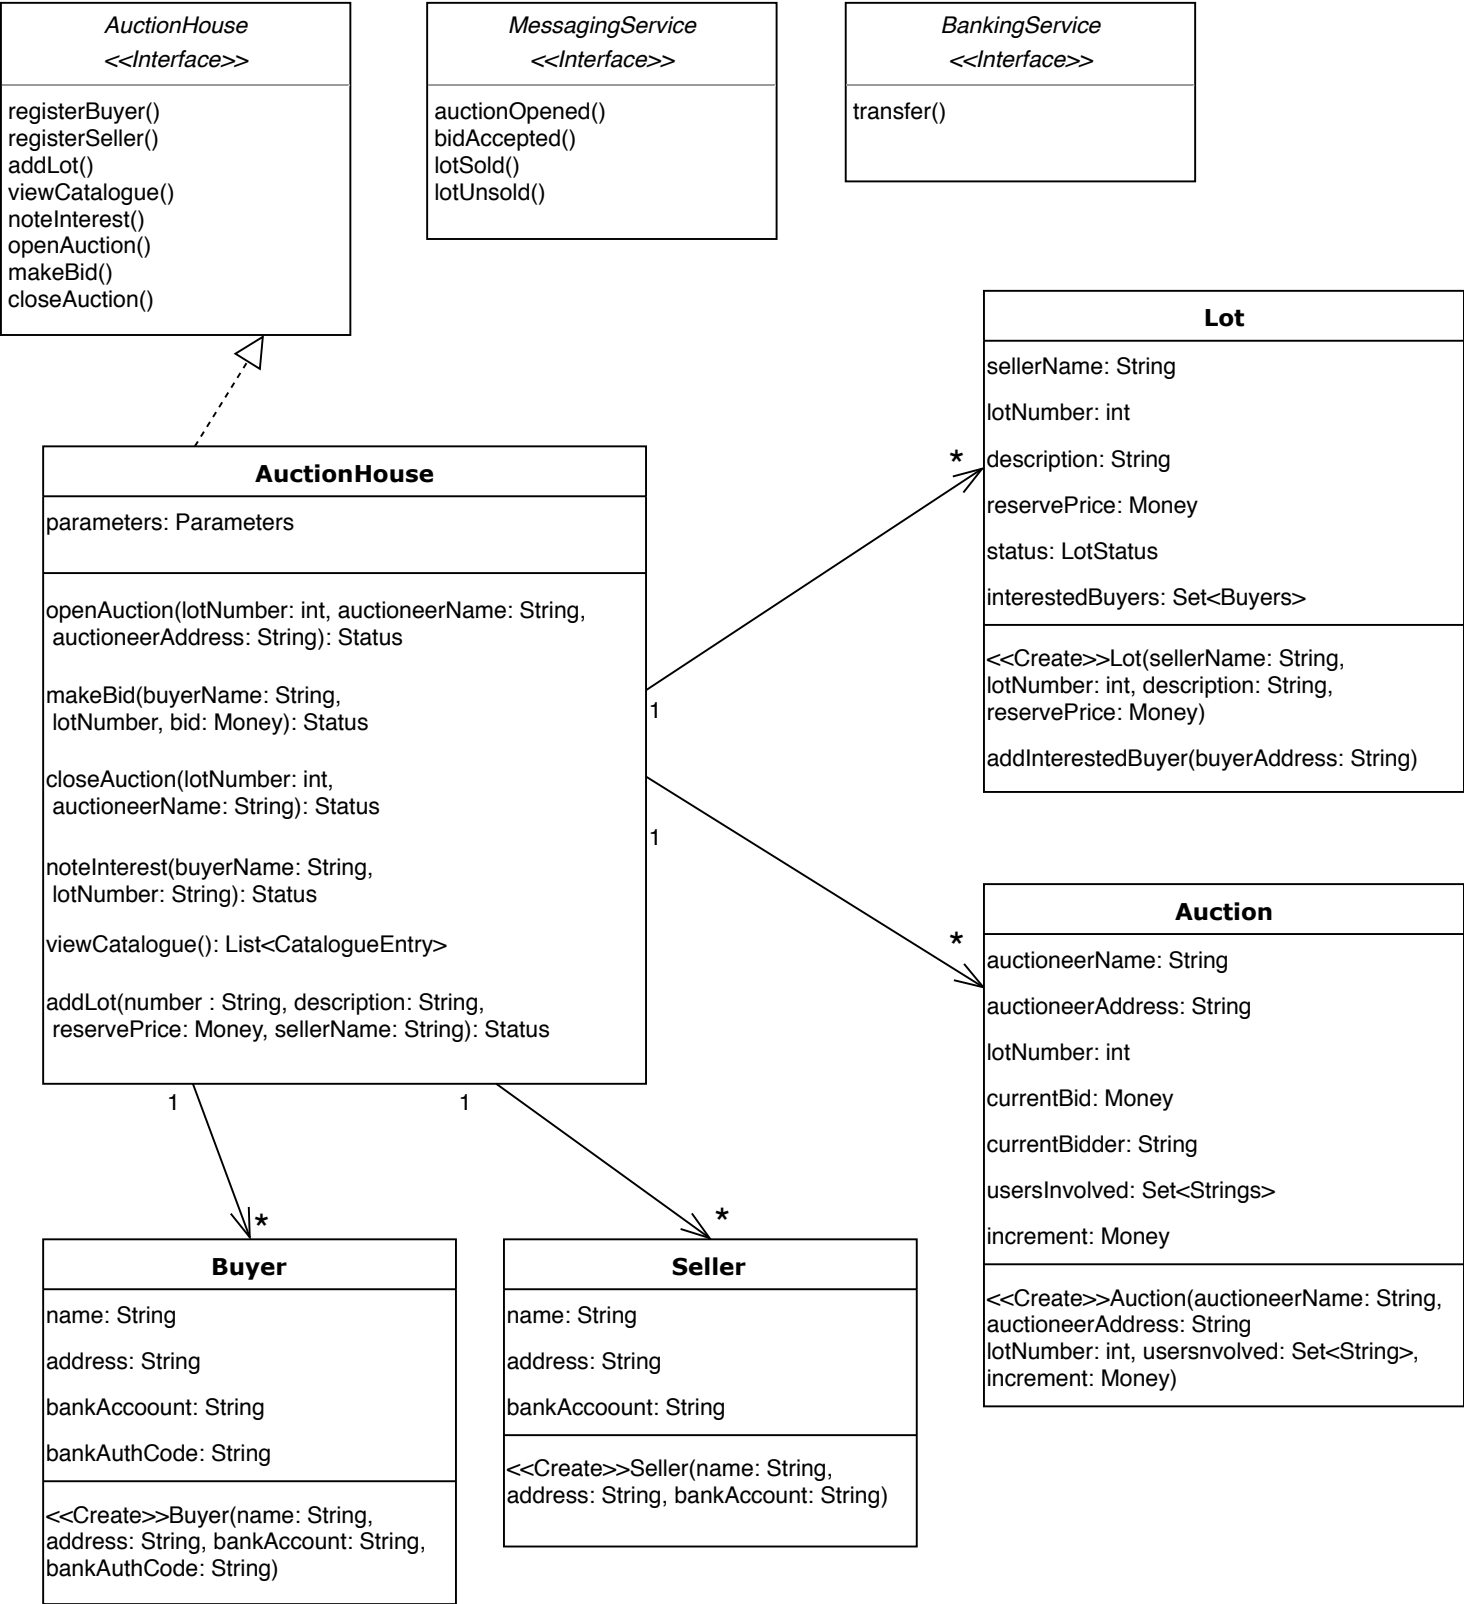 AuctionHouse
<<Interface>>
registerBuyer()
registerSeller()
addLot()
viewCatalogue()
noteInterest()
openAuction()
makeBid()
closeAuction()
MessagingService
<<Interface>>
auctionOpened()
bidAccepted()
lotSold()
lotUnsold()
BankingService
<<Interface>>
transfer()
AuctionHouse
parameters: Parameters
openAuction(lotNumber: int, auctioneerName: String,
auctioneerAddress: String): Status
makeBid(buyerName: String,
lotNumber, bid: Money): Status
closeAuction(lotNumber: int,
auctioneerName: String): Status
noteInterest(buyerName: String,
lotNumber: String): Status
viewCatalogue(): List<CatalogueEntry>
addLot(number : String, description: String,
reservePrice: Money, sellerName: String): Status
1
*
1
*
1
*
1
*
Lot
sellerName: String
lotNumber: int
description: String
reservePrice: Money
status: LotStatus
interestedBuyers: Set<Buyers>
<<Create>>Lot(sellerName: String,
lotNumber: int, description: String,
reservePrice: Money)
addInterestedBuyer(buyerAddress: String)
Auction
auctioneerName: String
auctioneerAddress: String
lotNumber: int
currentBid: Money
currentBidder: String
usersInvolved: Set<Strings>
increment: Money
<<Create>>Auction(auctioneerName: String,
auctioneerAddress: String
lotNumber: int, usersnvolved: Set<String>,
increment: Money)
Buyer
name: String
address: String
bankAccoount: String
bankAuthCode: String
<<Create>>Buyer(name: String,
address: String, bankAccount: String,
bankAuthCode: String)
Seller
name: String
address: String
bankAccoount: String
<<Create>>Seller(name: String,
address: String, bankAccount: String)